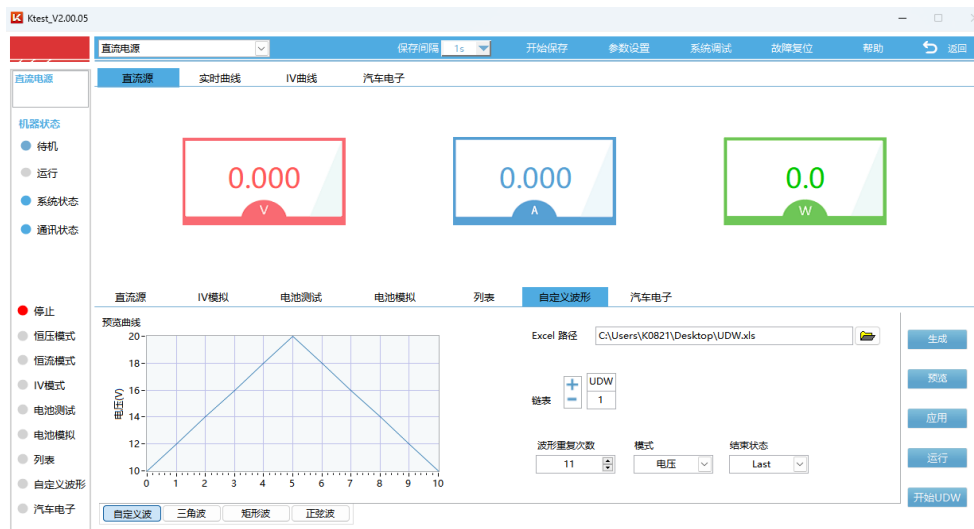 Ktest_V2.00.05
直流电源
保存间隔 1s 开始保存 参数设置 系统调试 故障复位 帮助 返回
直流电源
直流源 实时曲线 IV曲线 汽车电子
机器状态
待机
运行
系统状态
通讯状态
0.000
V
0.000
A
0.0
W
停止
恒压模式
恒流模式
IV模式
电池测试
电池模拟
列表
自定义波形
汽车电子
直流源 IV模拟 电池测试 电池模拟 列表 自定义波形 汽车电子
预览曲线
电压(V)
20
18
16
14
12
10
0 1 2 3 4 5 6 7 8 9 10
自定义波 三角波 矩形波 正弦波
Excel 路径 C:\Users\K0821\Desktop\UDW.xls
链表 + −
UDW
1
波形重复次数 模式 结束状态
11 电压 Last
生成
预览
应用
运行
开始UDW